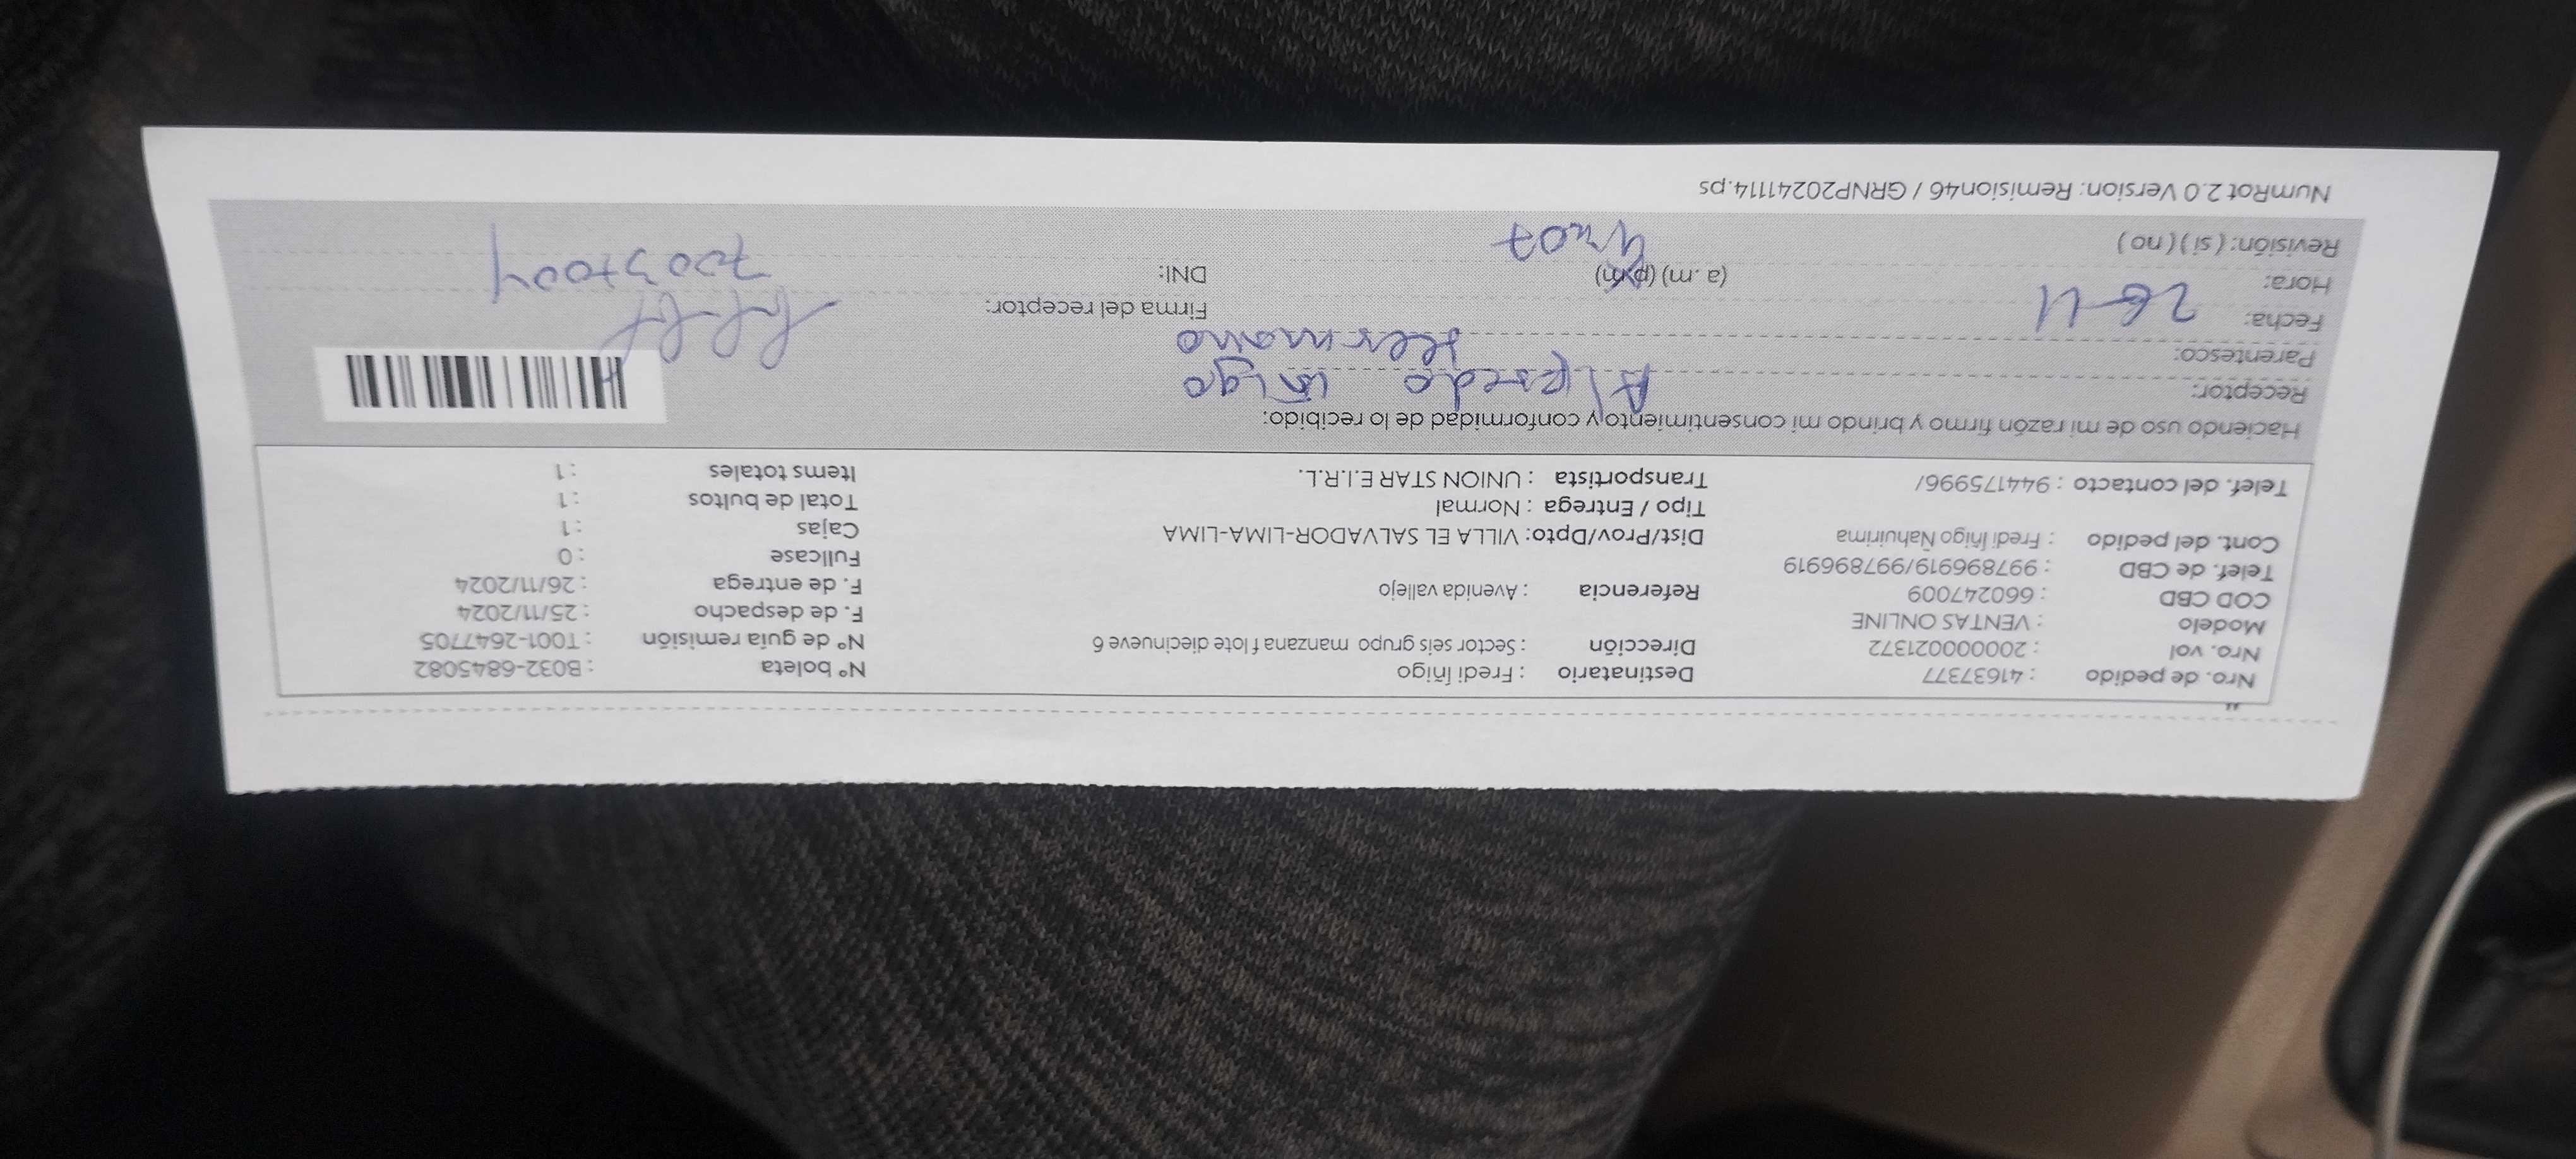 Nro. de pedido : 41637377 Destinatario : Fredi Íñigo N° boleta : B032-6845082
Nro. vol : 200000021372 Dirección : Sector seis grupo manzana f lote diecinueve 6 N° de guía remisión : T001-2647705
Modelo : VENTAS ONLINE F. de despacho : 25/11/2024
COD CBD : 660247009 Referencia : Avenida vallejo F. de entrega : 26/11/2024
Telef. de CBD : 997896919/997896919 Fullcase : 0
Cont. del pedido : Fredi Íñigo Ñahuirima Dist/Prov/Dpto: VILLA EL SALVADOR-LIMA-LIMA Cajas : 1
Tipo / Entrega : Normal Total de bultos : 1
Telef. del contacto : 944175996/ Transportista : UNION STAR E.I.R.L. Items totales : 1
Haciendo uso de mi razón firmo y brindo mi consentimiento y conformidad de lo recibido:
Receptor: iñigo
Parentesco: Hermano
Fecha: 26-11 Firma del receptor:
Hora: (a .m) (p.m) DNI:
Revisión: ( si ) ( no )
NumRot 2.0 Version: Remision46 / GRNP20241114.ps